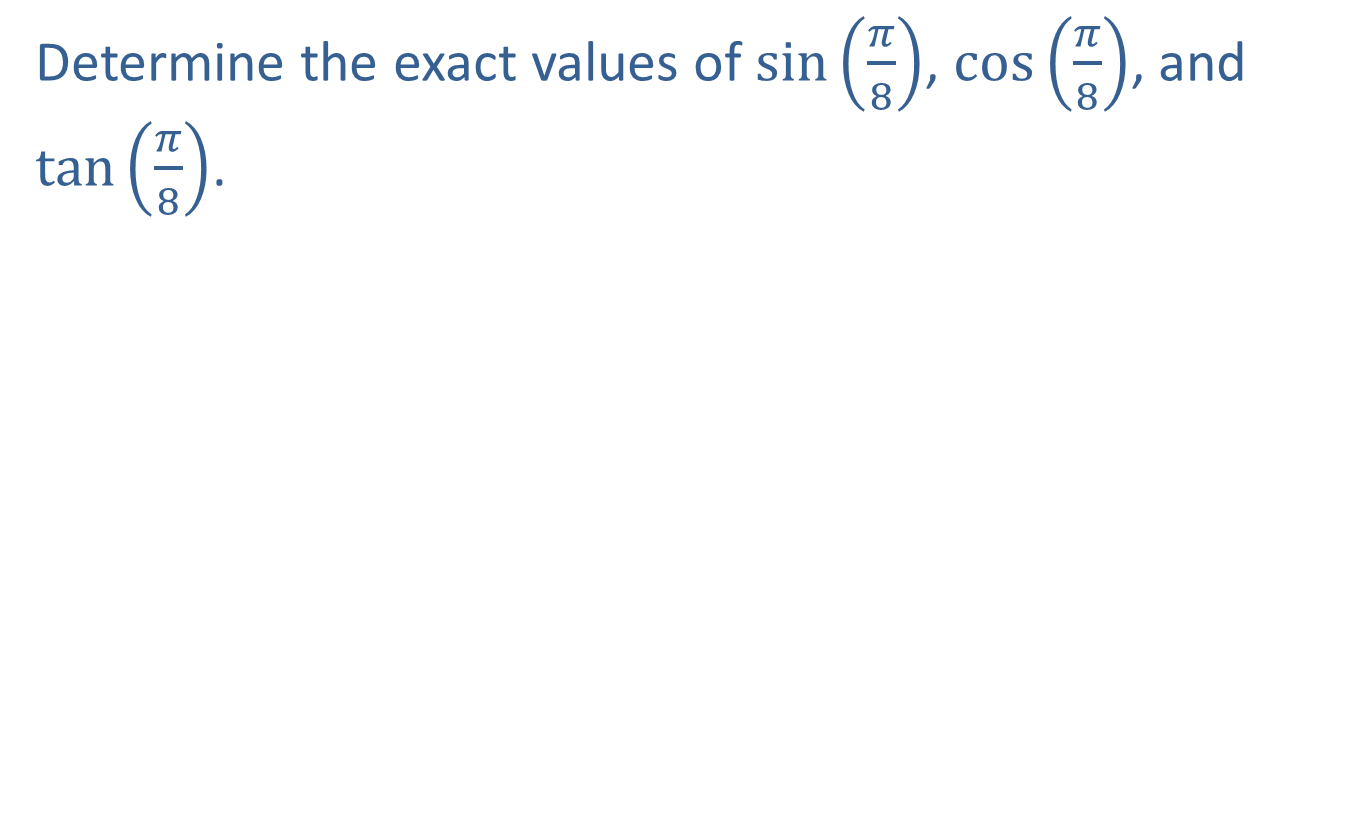 Determine the exact values of sin (π/8), cos (π/8), and
tan (π/8).